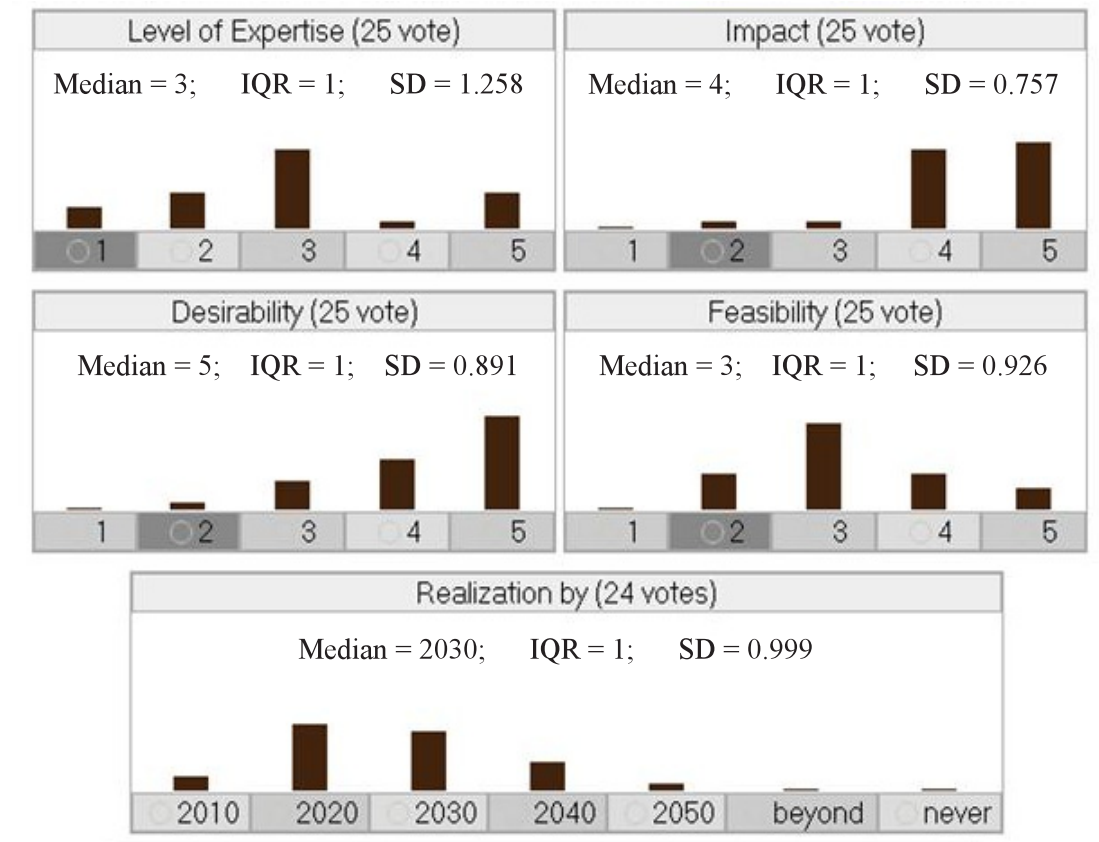 Level of Expertise (25 vote)
Median = 3; IQR = 1; SD = 1.258
1 2 3 4 5
Impact (25 vote)
Median = 4; IQR = 1; SD = 0.757
1 2 3 4 5
Desirability (25 vote)
Median = 5; IQR = 1; SD = 0.891
1 2 3 4 5
Feasibility (25 vote)
Median = 3; IQR = 1; SD = 0.926
1 2 3 4 5
Realization by (24 votes)
Median = 2030; IQR = 1; SD = 0.999
2010 2020 2030 2040 2050 beyond never